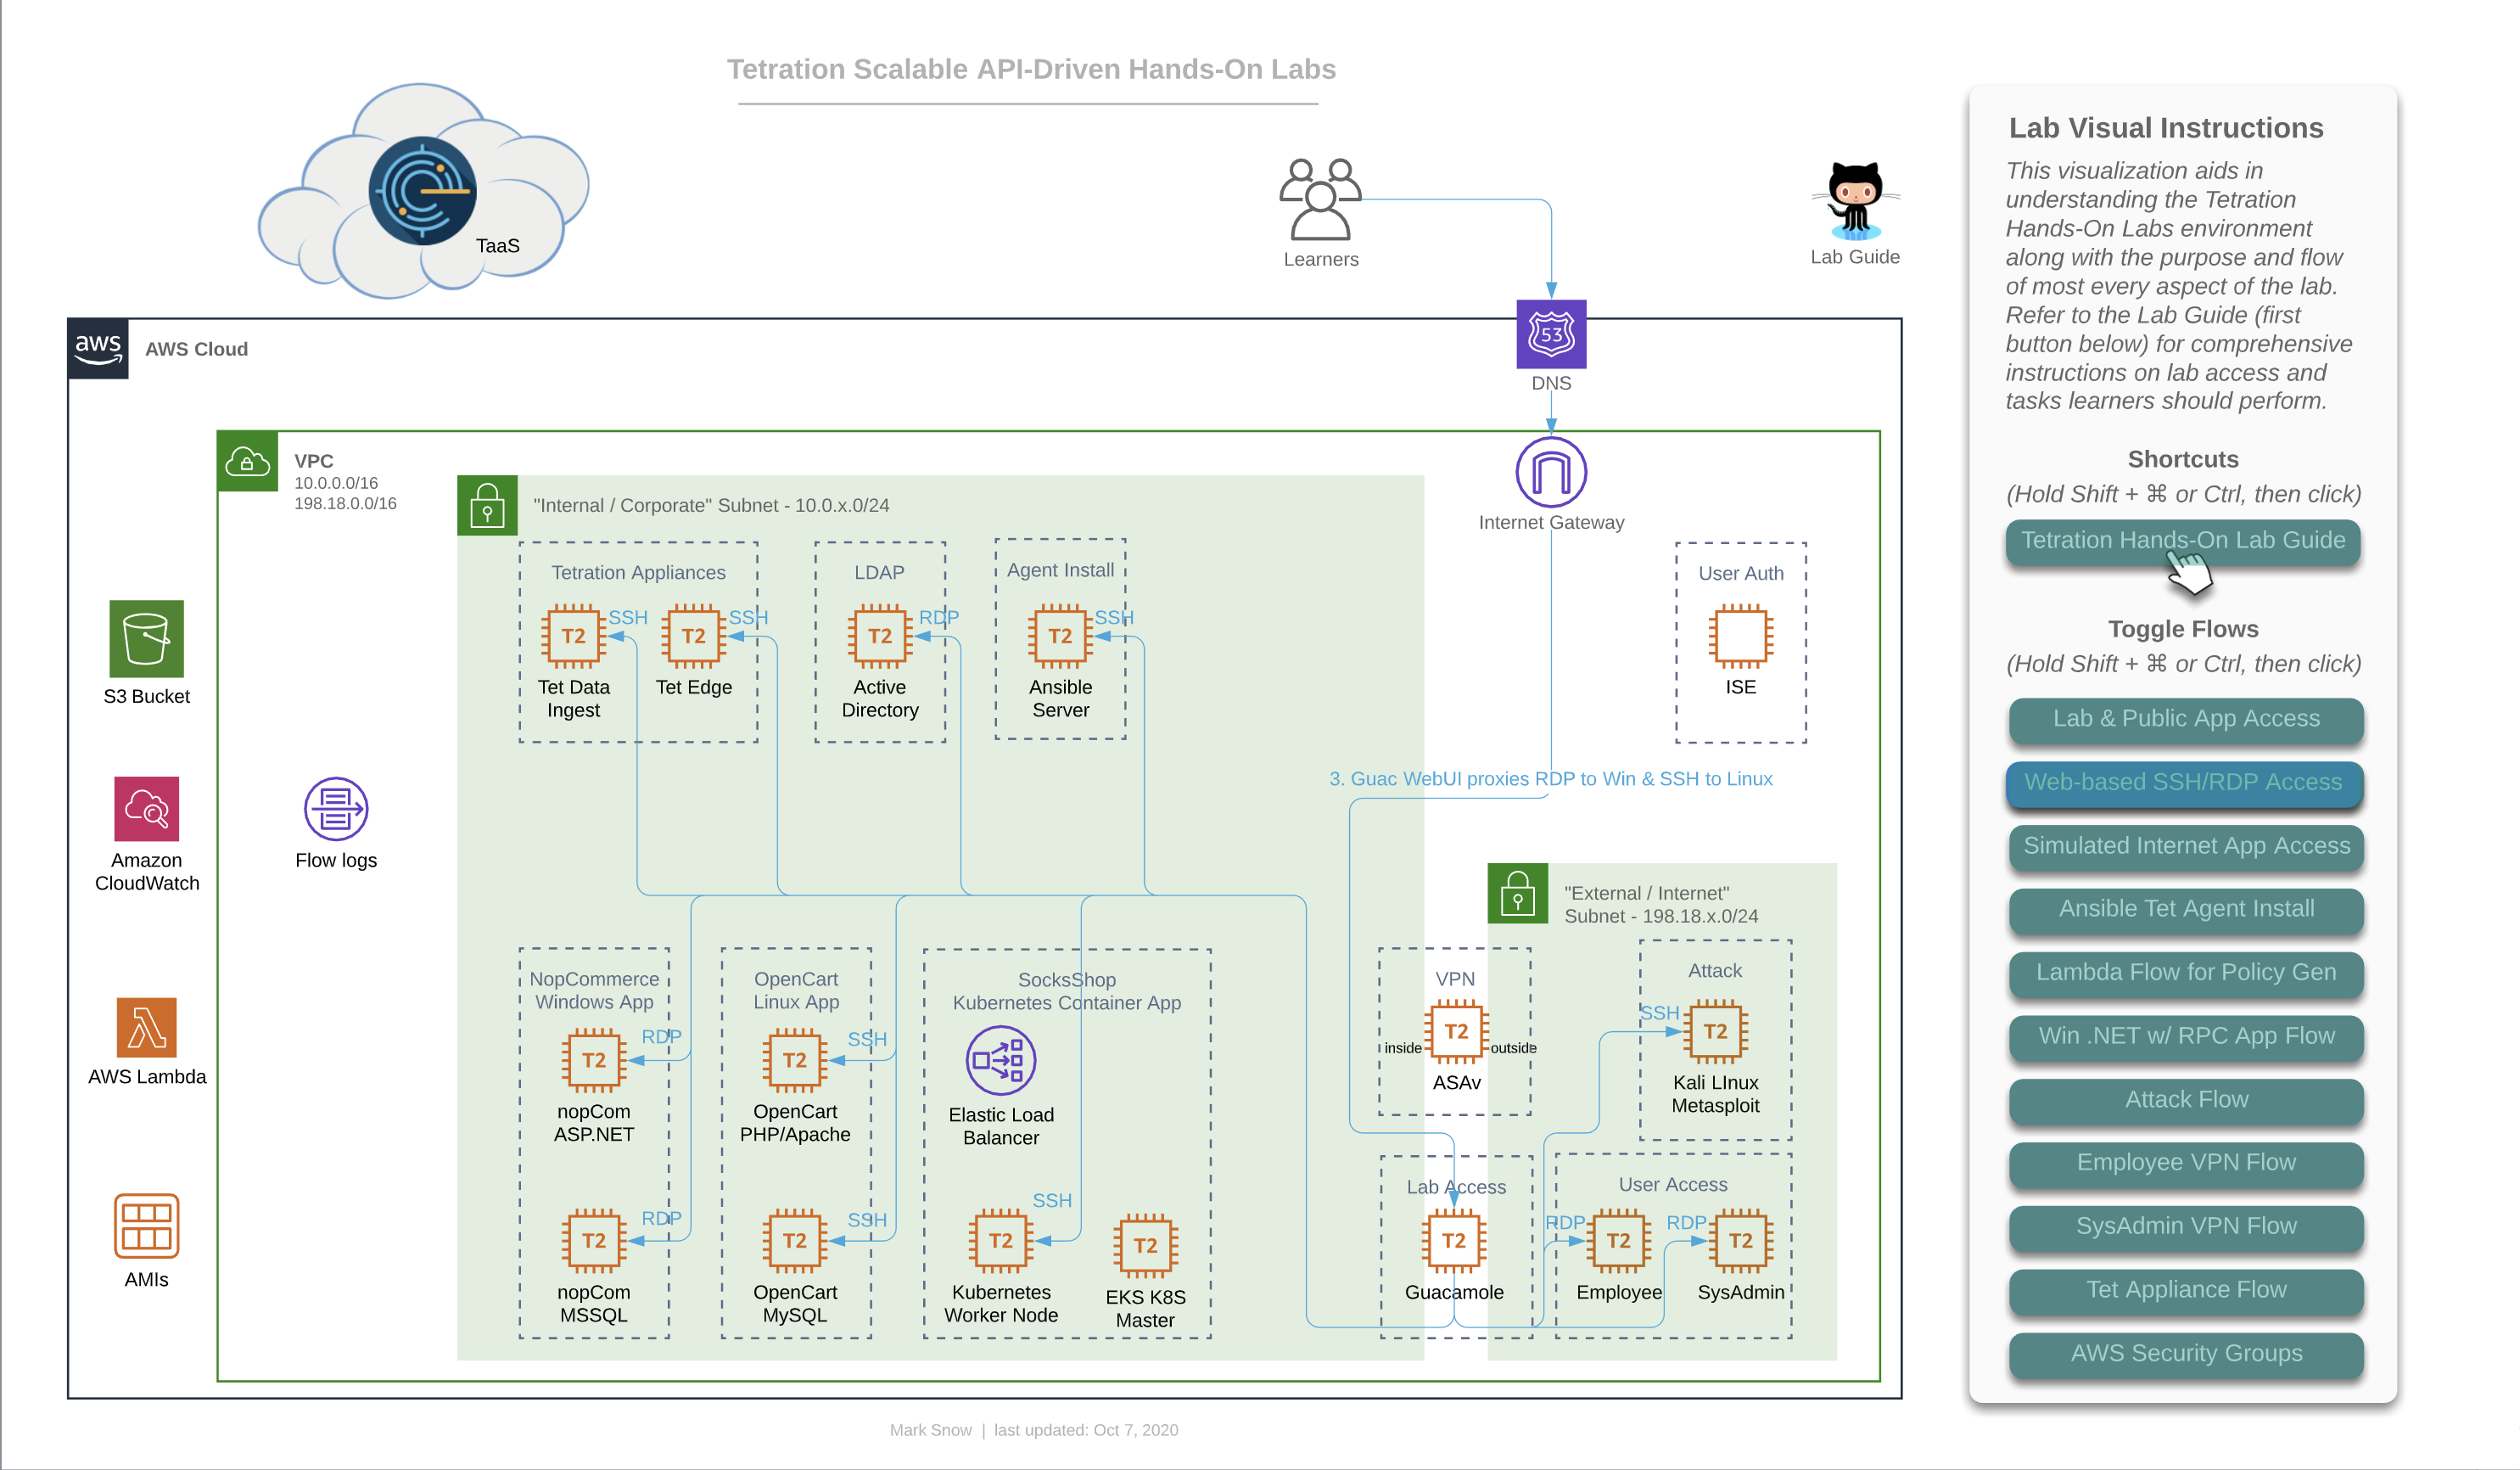 Tetration Scalable API-Driven Hands-On Labs
TaaS
Learners
Lab Guide
aws
AWS Cloud
53
DNS
VPC
10.0.0.0/16
198.18.0.0/16
"Internal / Corporate" Subnet - 10.0.x.0/24
Internet Gateway
Tetration Appliances
LDAP
Agent Install
User Auth
T2
SSH
T2
SSH
T2
RDP
T2
SSH
Tet Data
Ingest
Tet Edge
Active
Directory
Ansible
Server
ISE
S3 Bucket
Amazon
CloudWatch
Flow logs
AWS Lambda
AMIs
3. Guac WebUI proxies RDP to Win & SSH to Linux
"External / Internet"
Subnet - 198.18.x.0/24
NopCommerce
Windows App
T2
RDP
nopCom
ASP.NET
T2
RDP
nopCom
MSSQL
OpenCart
Linux App
T2
SSH
OpenCart
PHP/Apache
T2
SSH
OpenCart
MySQL
SocksShop
Kubernetes Container App
Elastic Load
Balancer
SSH
T2
Kubernetes
Worker Node
T2
EKS K8S
Master
VPN
T2
inside
outside
ASAv
Attack
SSH
T2
Kali LInux
Metasploit
Lab Access
T2
Guacamole
User Access
RDP
T2
Employee
RDP
T2
SysAdmin
Mark Snow | last updated: Oct 7, 2020
Lab Visual Instructions
This visualization aids in
understanding the Tetration
Hands-On Labs environment
along with the purpose and flow
of most every aspect of the lab.
Refer to the Lab Guide (first
button below) for comprehensive
instructions on lab access and
tasks learners should perform.
Shortcuts
(Hold Shift + ⌘ or Ctrl, then click)
Tetration Hands-On Lab Guide
Toggle Flows
(Hold Shift + ⌘ or Ctrl, then click)
Lab & Public App Access
Web-based SSH/RDP Access
Simulated Internet App Access
Ansible Tet Agent Install
Lambda Flow for Policy Gen
Win .NET w/ RPC App Flow
Attack Flow
Employee VPN Flow
SysAdmin VPN Flow
Tet Appliance Flow
AWS Security Groups